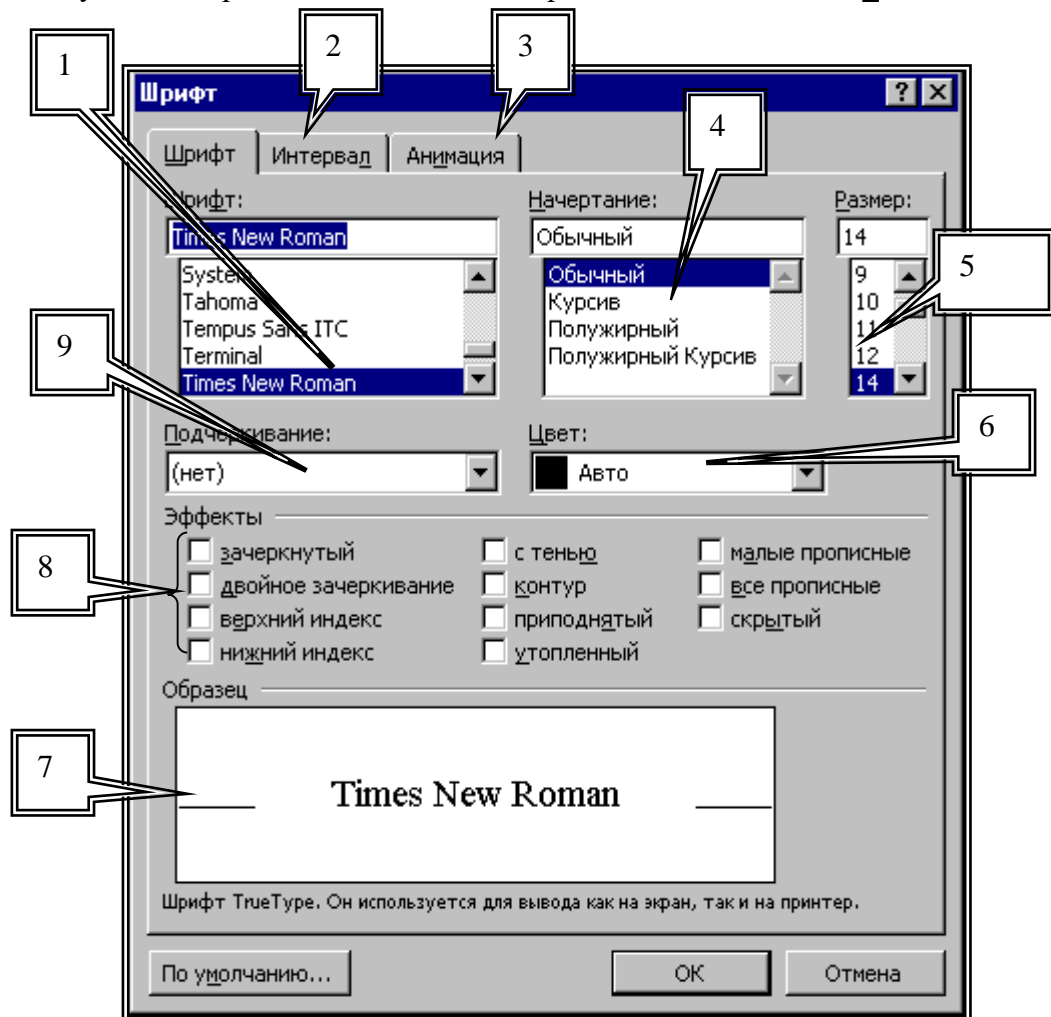 1
2
3
Шрифт
4
Шрифт Интервал Анимация
Шрифт: Начертание: Размер:
Times New Roman Обычный 14
System Обычный 9
5
Tahoma Курсив 10
Tempus Sans ITC Полужирный 11
9
Terminal Полужирный Курсив 12
Times New Roman 14
6
Подчеркивание: Цвет:
(нет) Авто
Эффекты
8
зачеркнутый с тенью малые прописные
двойное зачеркивание контур все прописные
верхний индекс приподнятый скрытый
нижний индекс утопленный
Образец
7
Times New Roman
Шрифт TrueType. Он используется для вывода как на экран, так и на принтер.
По умолчанию... ОК Отмена